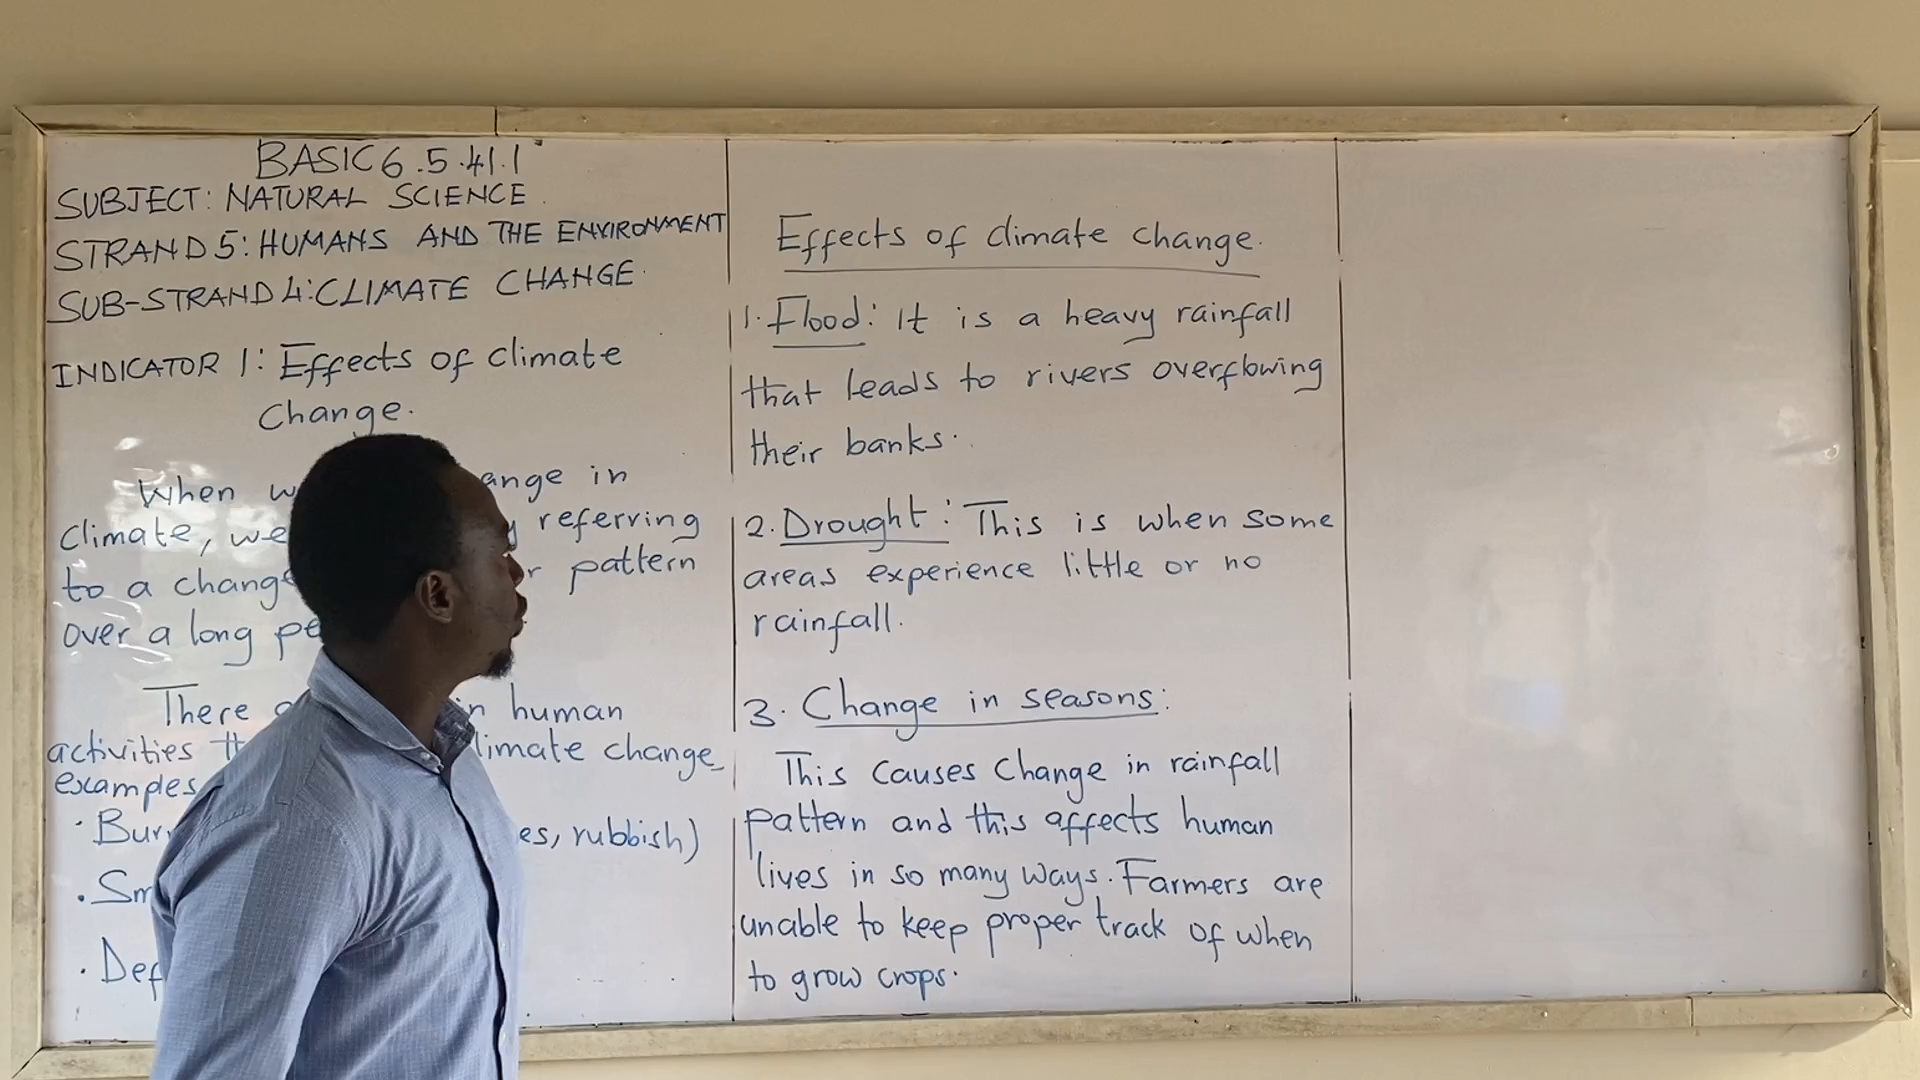 BASIC 6.5.4.1.1
SUBJECT: NATURAL SCIENCE.
STRAND 5: HUMANS AND THE ENVIRONMENT
SUB-STRAND 4: CLIMATE CHANGE.
INDICATOR 1: Effects of climate
Change.
When ange in
climate, we referring
to a change pattern
over a long
There in human
activities climate change
examples
es, rubbish)
Effects of climate change.
1. Flood: It is a heavy rainfall
that leads to rivers overflowing
their banks.
2. Drought: This is when some
areas experience little or no
rainfall.
3. Change in seasons:
This causes change in rainfall
pattern and this affects human
lives in so many ways. Farmers are
unable to keep proper track of when
to grow crops.